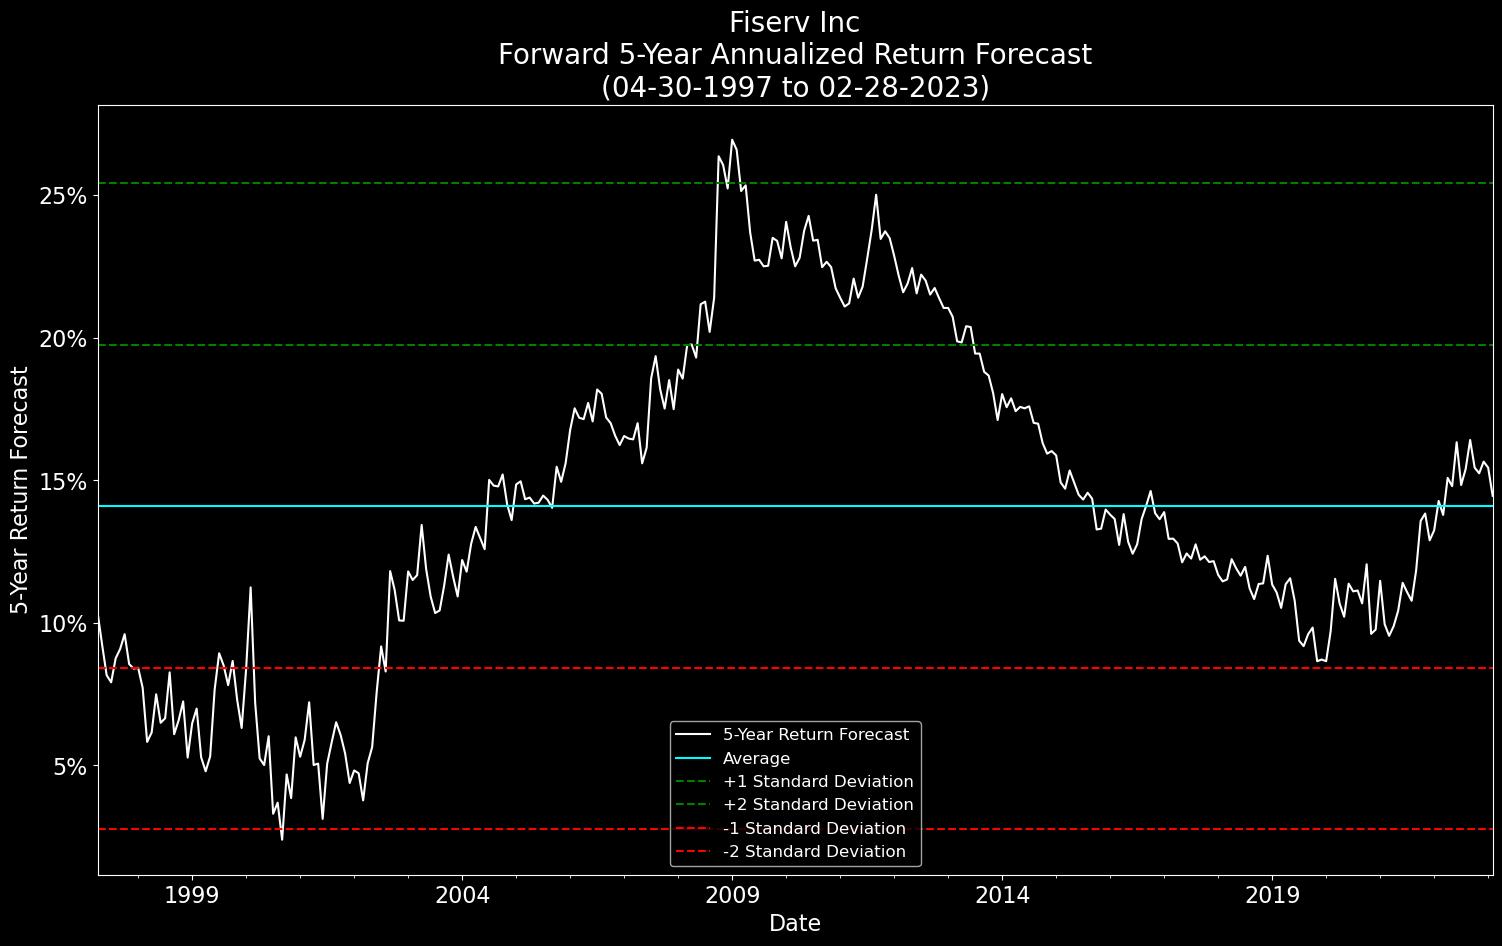 Fiserv Inc
Forward 5-Year Annualized Return Forecast
(04-30-1997 to 02-28-2023)
5-Year Return Forecast
25%
20%
15%
10%
5%
5-Year Return Forecast
Average
+1 Standard Deviation
+2 Standard Deviation
-1 Standard Deviation
-2 Standard Deviation
1999 2004 2009 2014 2019
Date